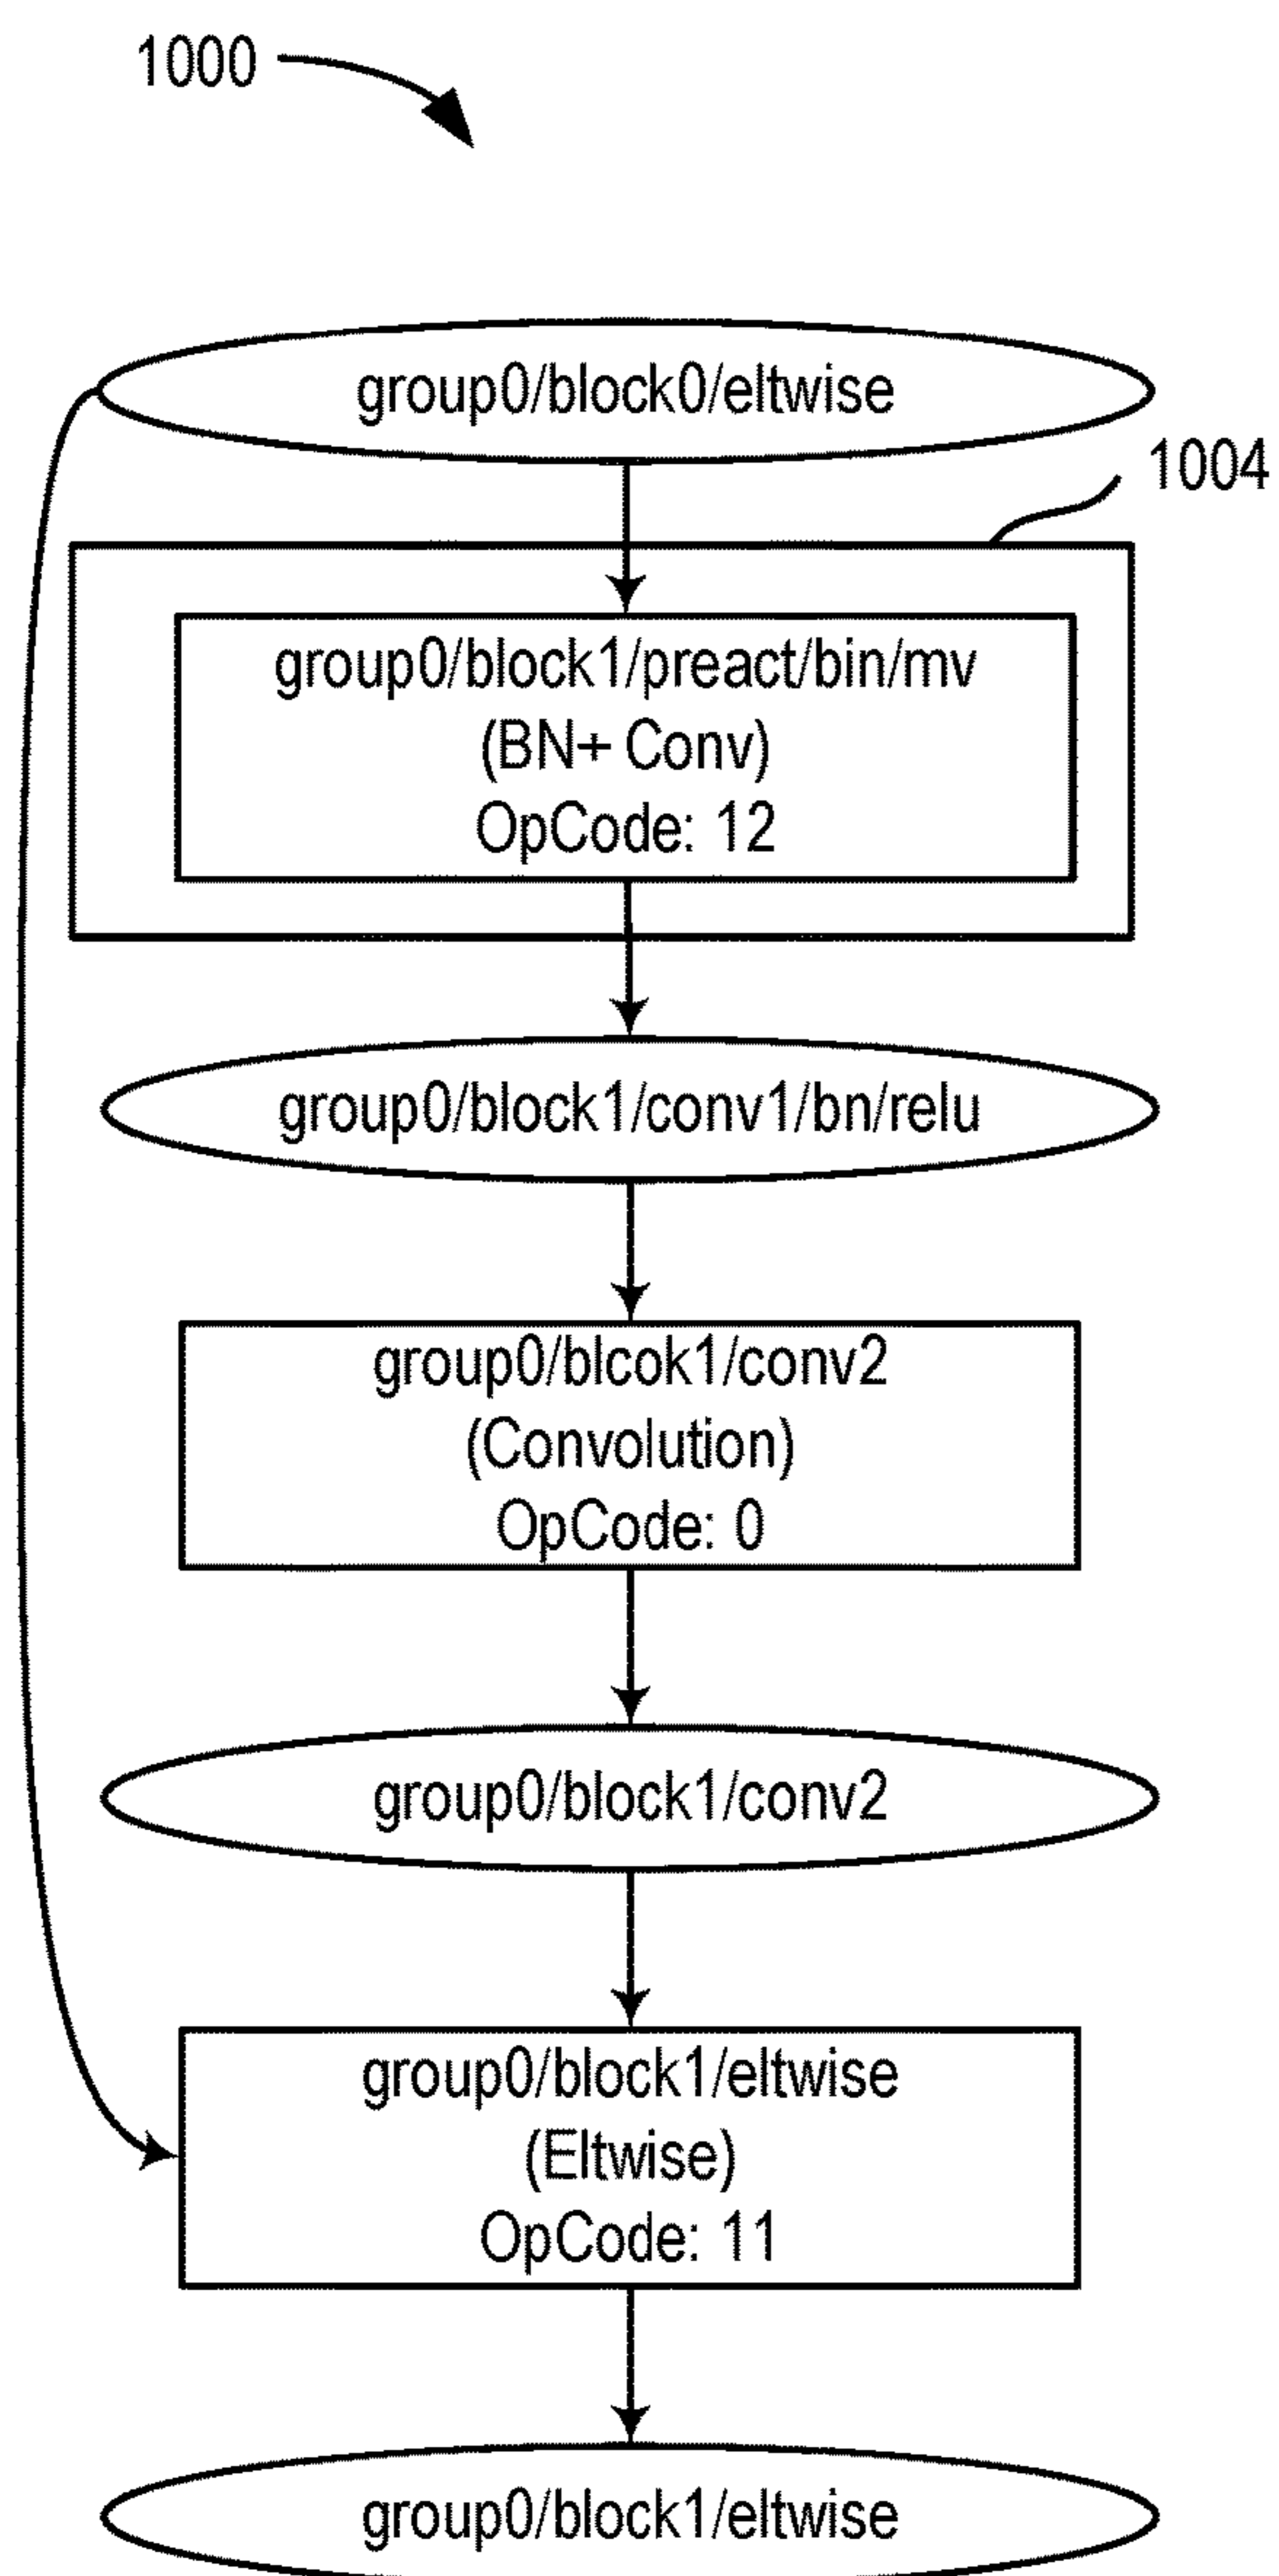 1000
group0/block0/eltwise
1004
group0/block1/preact/bin/mv
(BN+ Conv)
OpCode: 12
group0/block1/conv1/bn/relu
group0/blcok1/conv2
(Convolution)
OpCode: 0
group0/block1/conv2
group0/block1/eltwise
(Eltwise)
OpCode: 11
group0/block1/eltwise